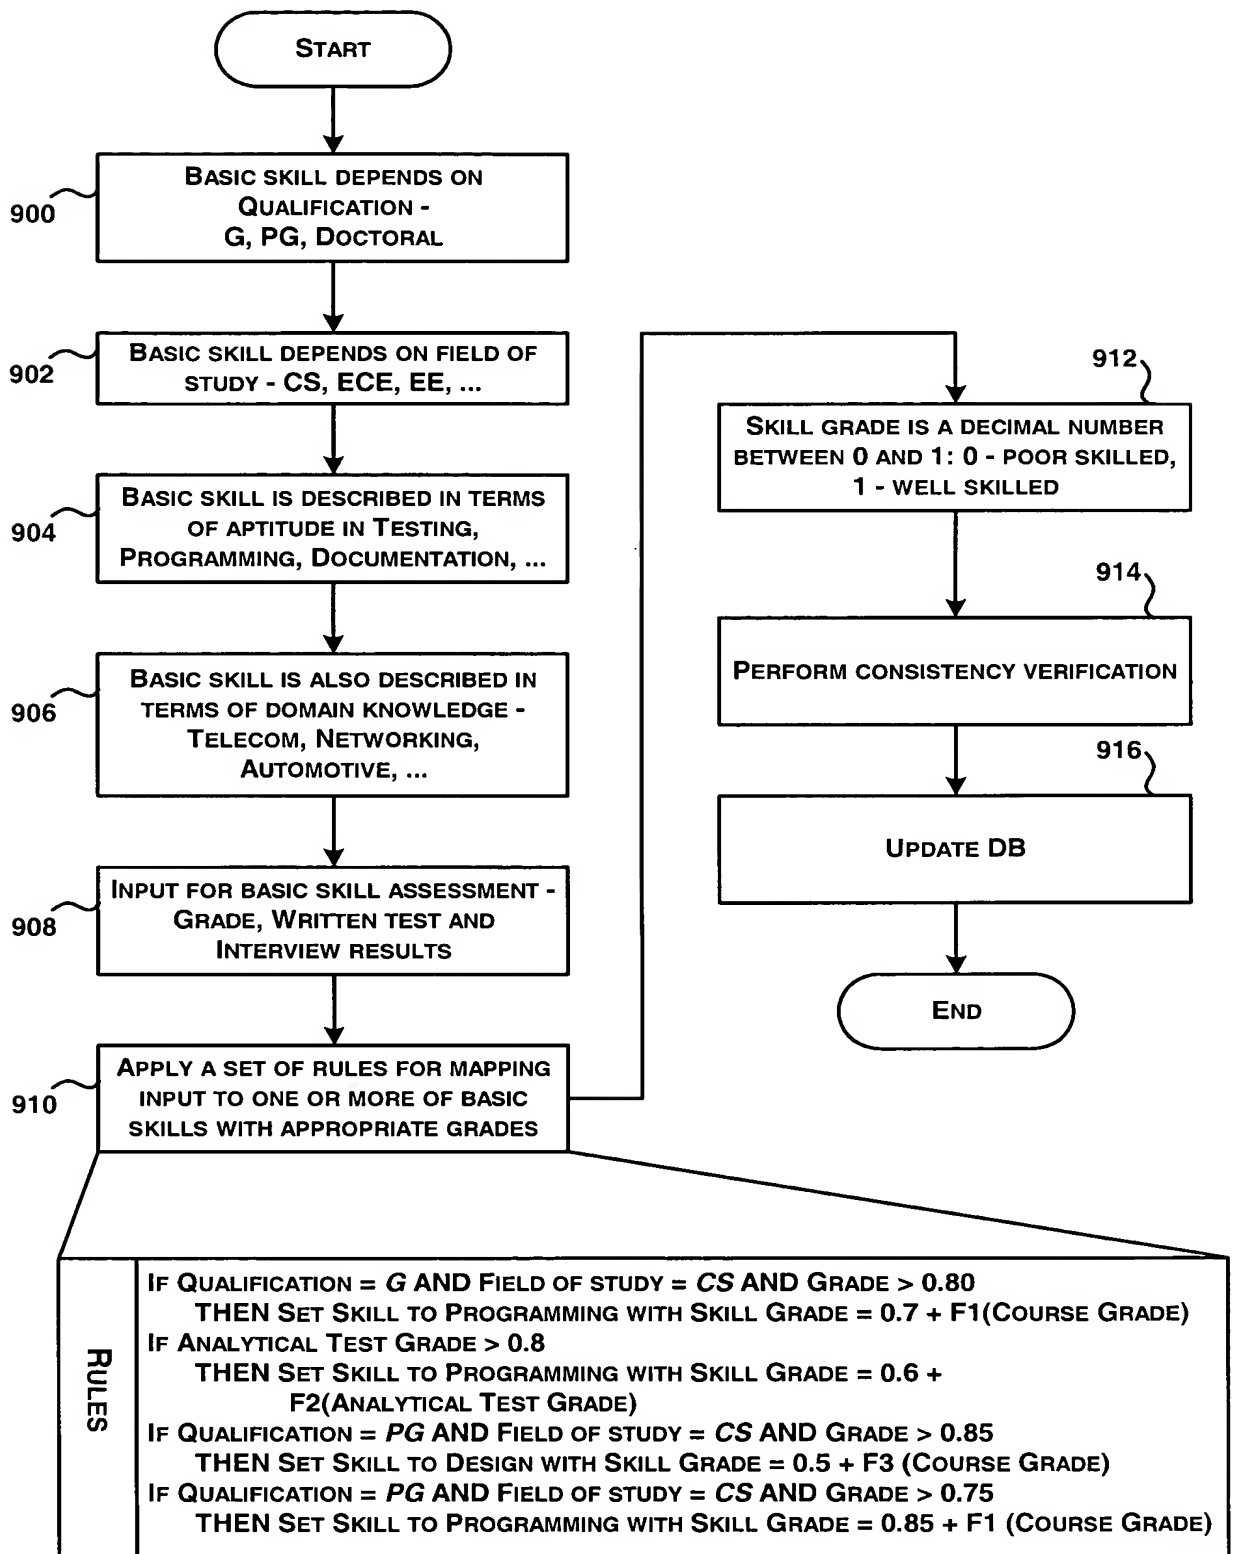 START
900
BASIC SKILL DEPENDS ON
QUALIFICATION -
G, PG, DOCTORAL
902
BASIC SKILL DEPENDS ON FIELD OF
STUDY - CS, ECE, EE, ...
904
BASIC SKILL IS DESCRIBED IN TERMS
OF APTITUDE IN TESTING,
PROGRAMMING, DOCUMENTATION, ...
906
BASIC SKILL IS ALSO DESCRIBED IN
TERMS OF DOMAIN KNOWLEDGE -
TELECOM, NETWORKING,
AUTOMOTIVE, ...
908
INPUT FOR BASIC SKILL ASSESSMENT -
GRADE, WRITTEN TEST AND
INTERVIEW RESULTS
910
APPLY A SET OF RULES FOR MAPPING
INPUT TO ONE OR MORE OF BASIC
SKILLS WITH APPROPRIATE GRADES
912
SKILL GRADE IS A DECIMAL NUMBER
BETWEEN 0 AND 1: 0 - POOR SKILLED,
1 - WELL SKILLED
914
PERFORM CONSISTENCY VERIFICATION
916
UPDATE DB
END
RULES
IF QUALIFICATION = G AND FIELD OF STUDY = CS AND GRADE > 0.80
THEN SET SKILL TO PROGRAMMING WITH SKILL GRADE = 0.7 + F1(COURSE GRADE)
IF ANALYTICAL TEST GRADE > 0.8
THEN SET SKILL TO PROGRAMMING WITH SKILL GRADE = 0.6 +
F2(ANALYTICAL TEST GRADE)
IF QUALIFICATION = PG AND FIELD OF STUDY = CS AND GRADE > 0.85
THEN SET SKILL TO DESIGN WITH SKILL GRADE = 0.5 + F3 (COURSE GRADE)
IF QUALIFICATION = PG AND FIELD OF STUDY = CS AND GRADE > 0.75
THEN SET SKILL TO PROGRAMMING WITH SKILL GRADE = 0.85 + F1 (COURSE GRADE)